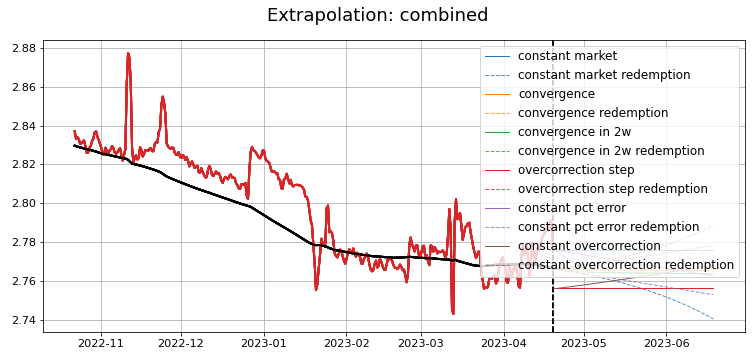 Extrapolation: combined
2.88
2.86
2.84
2.82
2.80
2.78
2.76
2.74
constant market
constant market redemption
convergence
convergence redemption
convergence in 2w
convergence in 2w redemption
overcorrection step
overcorrection step redemption
constant pct error
constant pct error redemption
constant overcorrection
constant overcorrection redemption
2022-11 2022-12 2023-01 2023-02 2023-03 2023-04 2023-05 2023-06